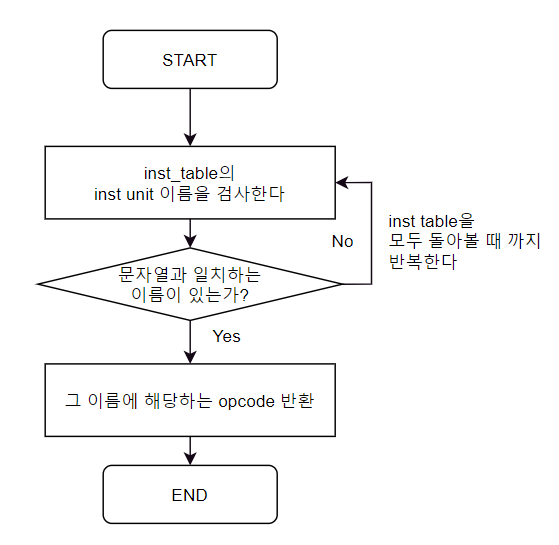 START
inst_table의
inst unit 이름을 검사한다
inst table을
모두 돌아볼 때 까지
반복한다
No
문자열과 일치하는
이름이 있는가?
Yes
그 이름에 해당하는 opcode 반환
END